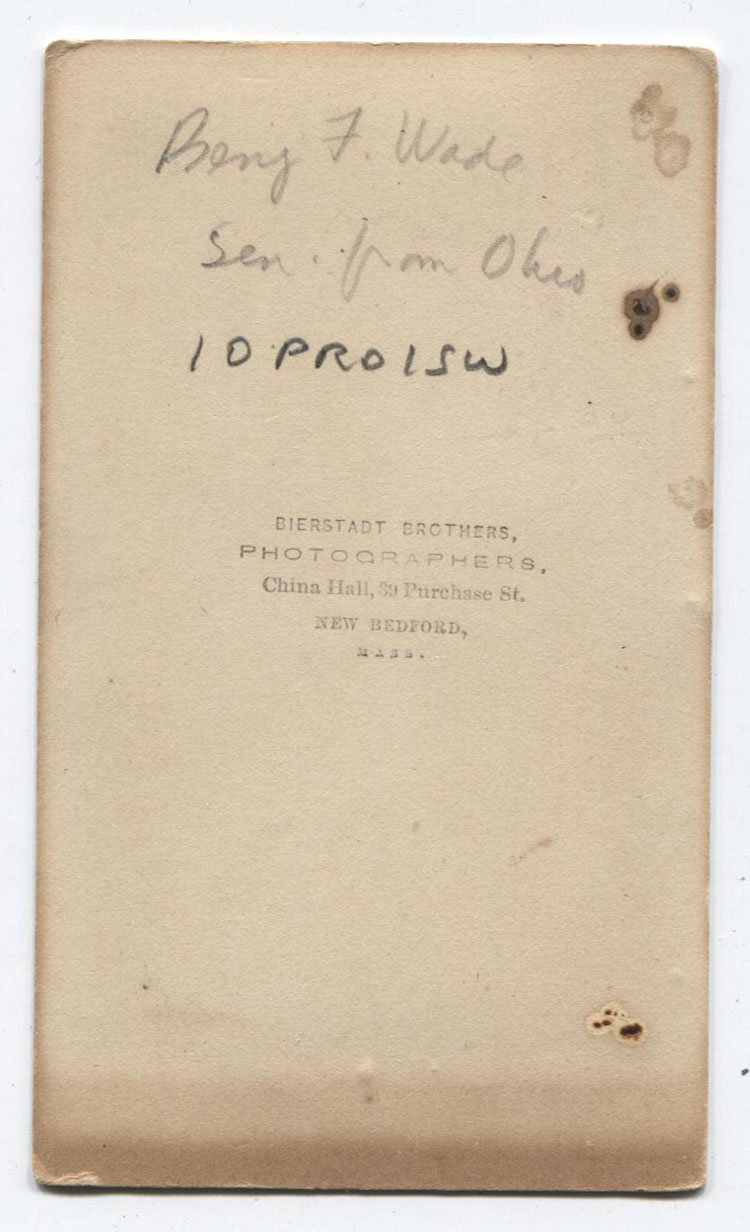 Benj F. Wade
Sen. from Ohio
10PRO1SW
BIERSTADT BROTHERS,
PHOTOGRAPHERS,
China Hall, 39 Purchase St.
NEW BEDFORD,
MASS.